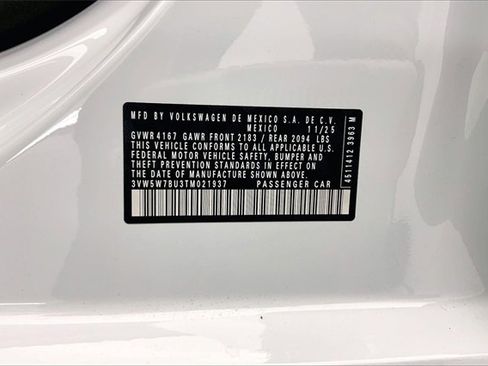 MFD BY VOLKSWAGEN DE MEXICO S.A. DE C.V.
MEXICO 11/25
GVWR 4167 GAWR FRONT 2183 / REAR 2094 LBS
THIS VEHICLE CONFORMS TO ALL APPLICABLE U.S.
FEDERAL MOTOR VEHICLE SAFETY, BUMPER AND
THEFT PREVENTION STANDARDS IN EFFECT ON THE
DATE OF MANUFACTURE SHOWN ABOVE.
3VW5W7BU3TM021937 PASSENGER CAR
4511412 3963 M